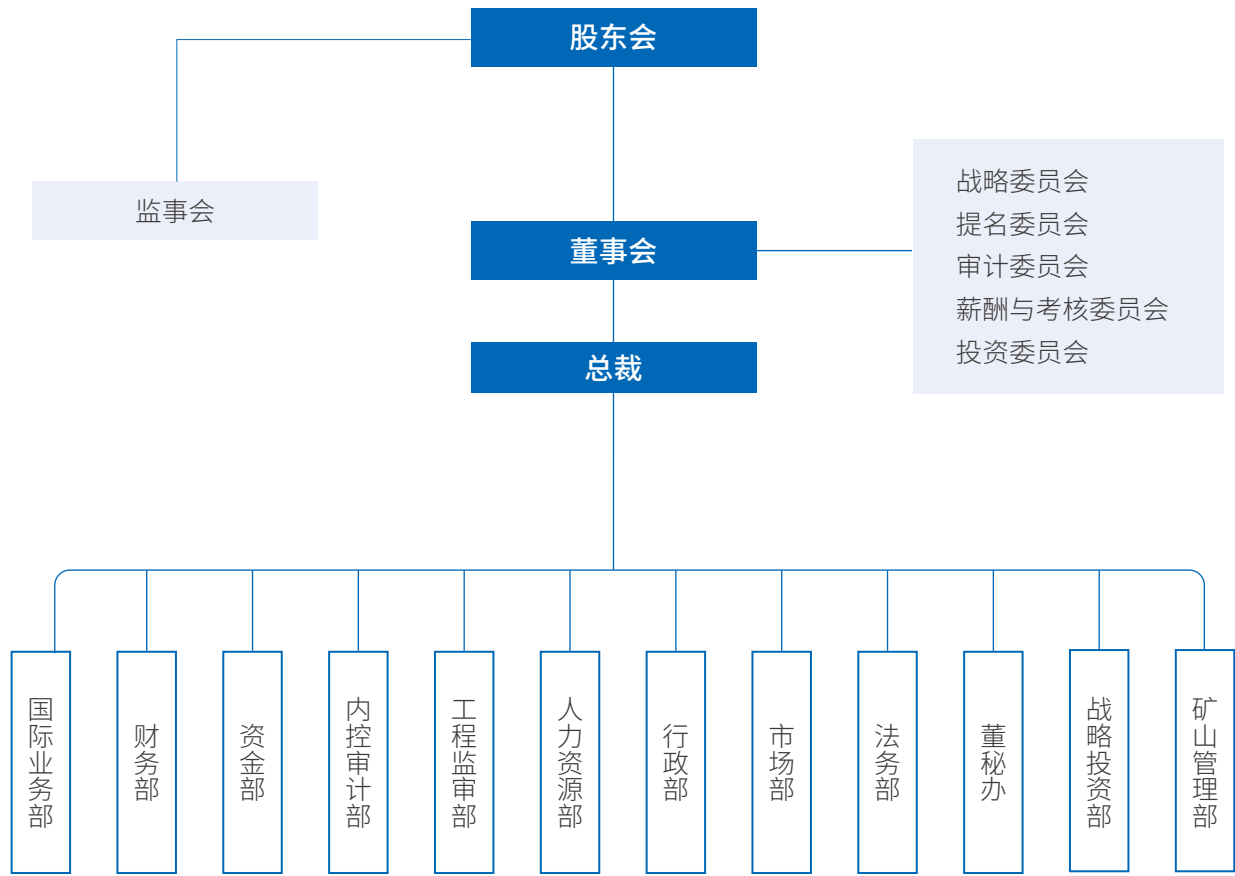 股东会
监事会
董事会
战略委员会
提名委员会
审计委员会
薪酬与考核委员会
投资委员会
总裁
国际业务部
财务部
资金部
内控审计部
工程监审部
人力资源部
行政部
市场部
法务部
董秘办
战略投资部
矿山管理部